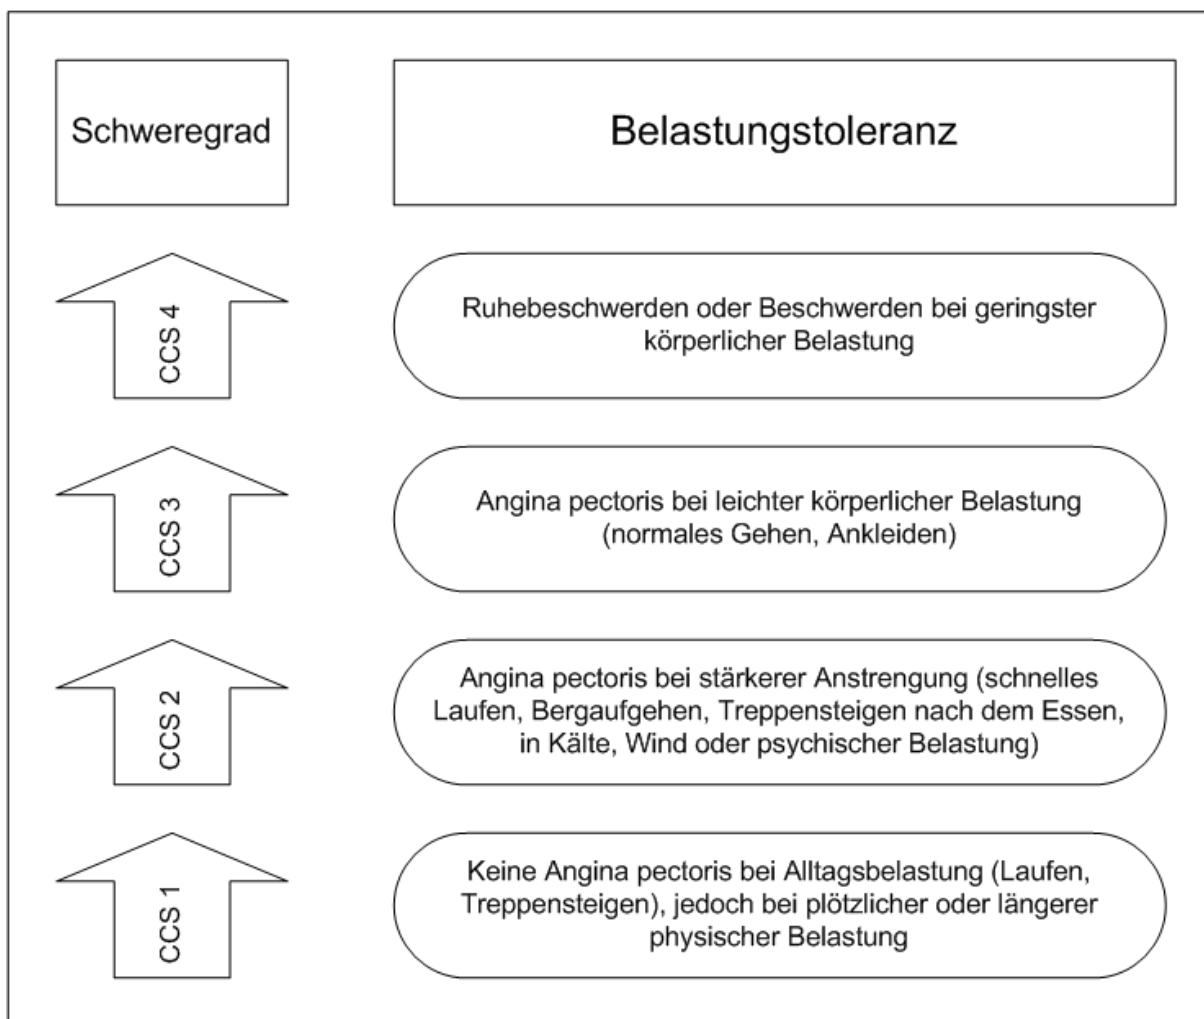 Schweregrad
Belastungstoleranz
CCS 4
Ruhebeschwerden oder Beschwerden bei geringster
körperlicher Belastung
CCS 3
Angina pectoris bei leichter körperlicher Belastung
(normales Gehen, Ankleiden)
CCS 2
Angina pectoris bei stärkerer Anstrengung (schnelles
Laufen, Bergaufgehen, Treppensteigen nach dem Essen,
in Kälte, Wind oder psychischer Belastung)
CCS 1
Keine Angina pectoris bei Alltagsbelastung (Laufen,
Treppensteigen), jedoch bei plötzlicher oder längerer
physischer Belastung